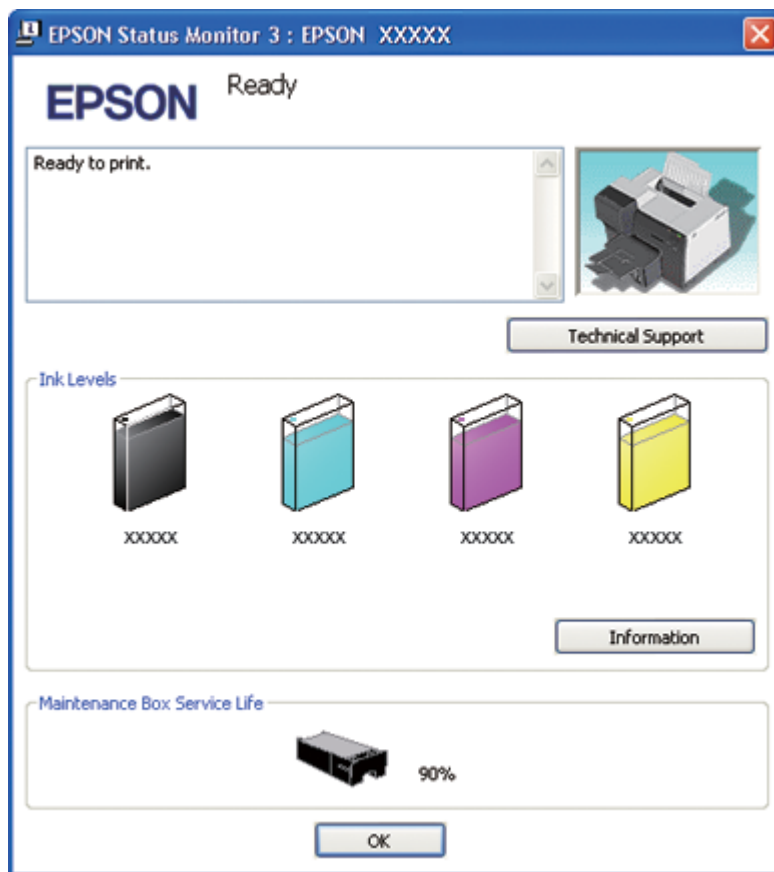 EPSON Status Monitor 3 : EPSON XXXXX
EPSON
Ready
Ready to print.
Technical Support
Ink Levels
XXXXX XXXXX XXXXX XXXXX
Information
Maintenance Box Service Life
90%
OK